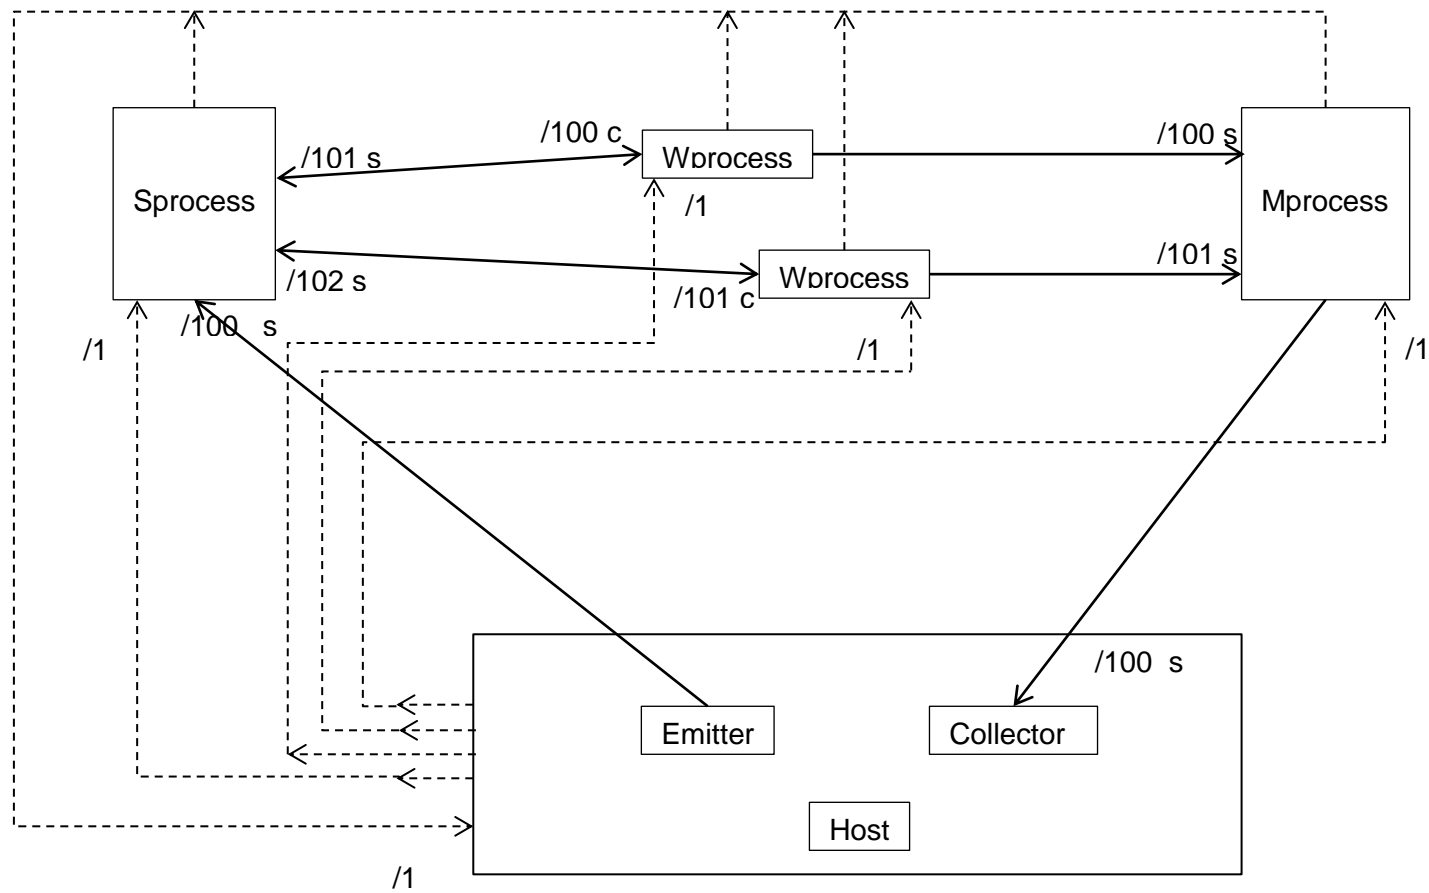 /100 c
/100 s
/101 s
Wprocess
Sprocess
Mprocess
/1
/101 s
/102 s
Wprocess
/101 c
/100 s
/1
/1
/1
/100 s
Emitter
Collector
Host
/1